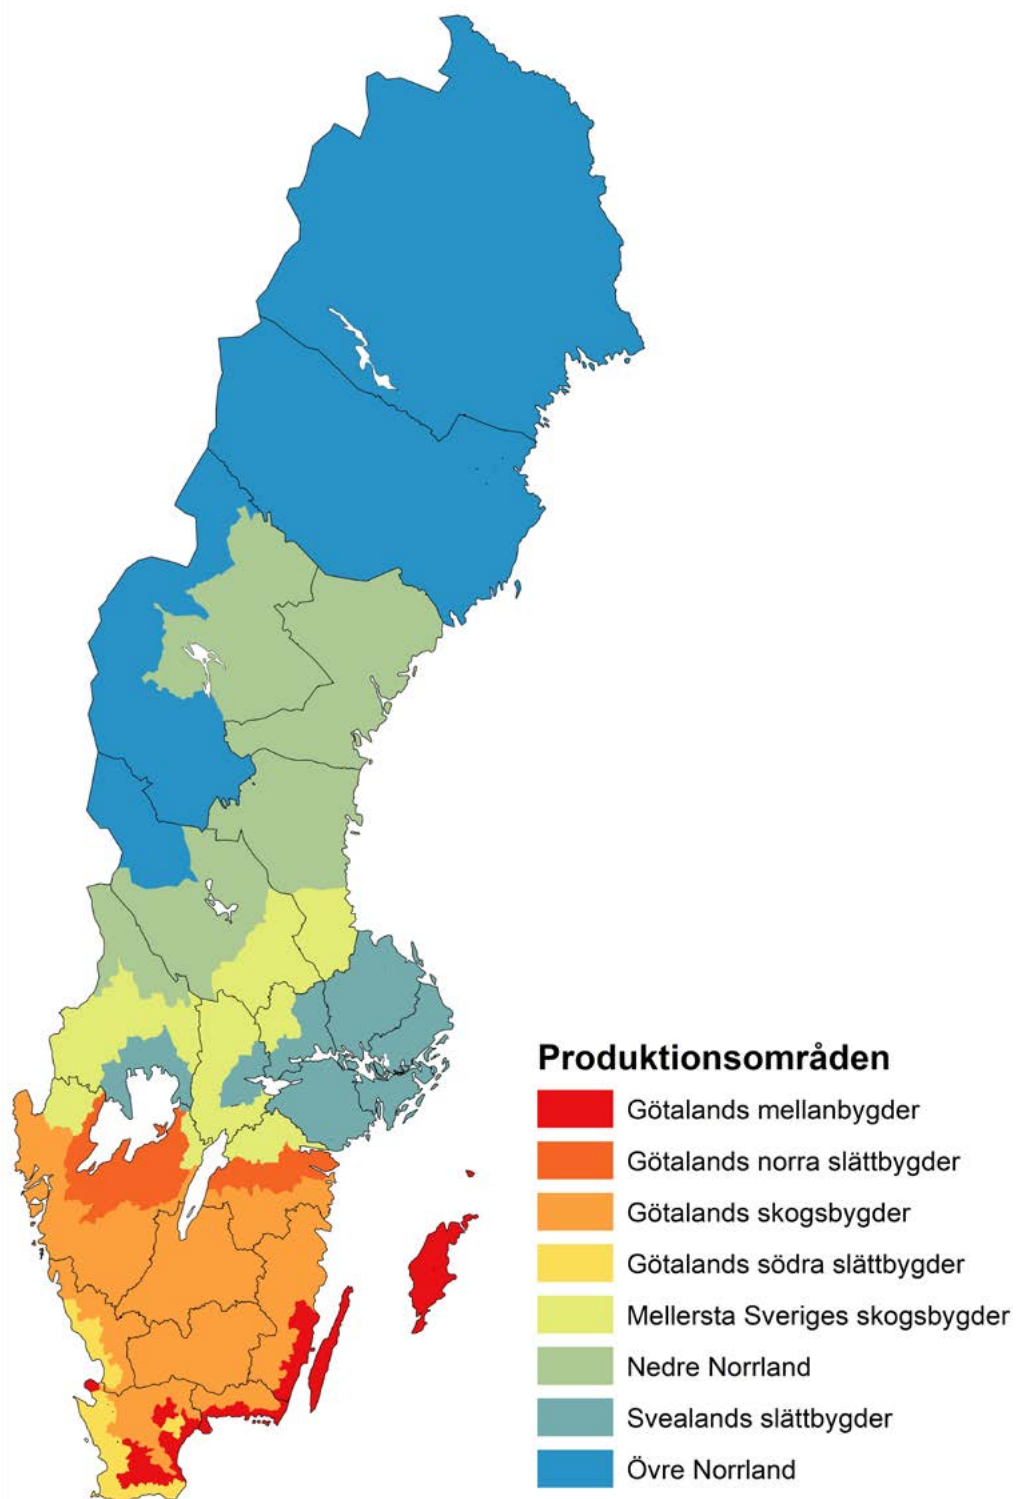 Produktionsområden
Götalands mellanbygder
Götalands norra slättbygder
Götalands skogsbygder
Götalands södra slättbygder
Mellersta Sveriges skogsbygder
Nedre Norrland
Svealands slättbygder
Övre Norrland